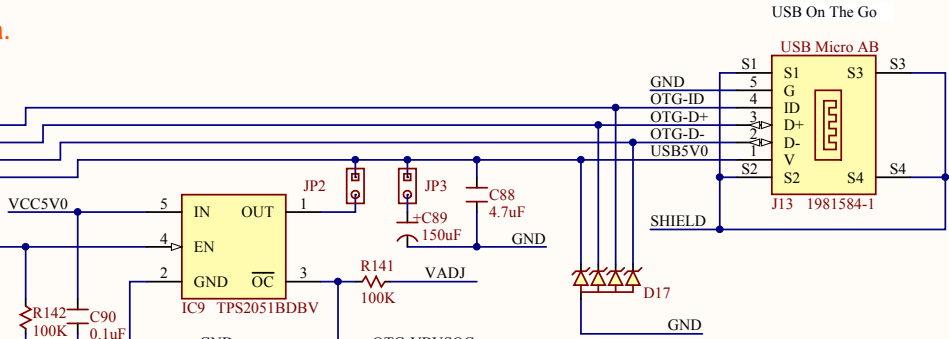 USB On The Go
USB Micro AB
S1 S1 S3 S3
GND 5 G
OTG-ID 4 ID
OTG-D+ 3 D+
OTG-D- 2 D-
USB5V0 1 V
S2 S2 S4 S4
J13 1981584-1
SHIELD
JP2 JP3 C88
4.7uF
+C89
150uF
GND
VCC5V0 5 IN OUT 1
4 EN
2 GND OC 3
R141
100K
VADJ
IC9 TPS2051BDBV
D17
GND
R142
100K
C90
0.1uF